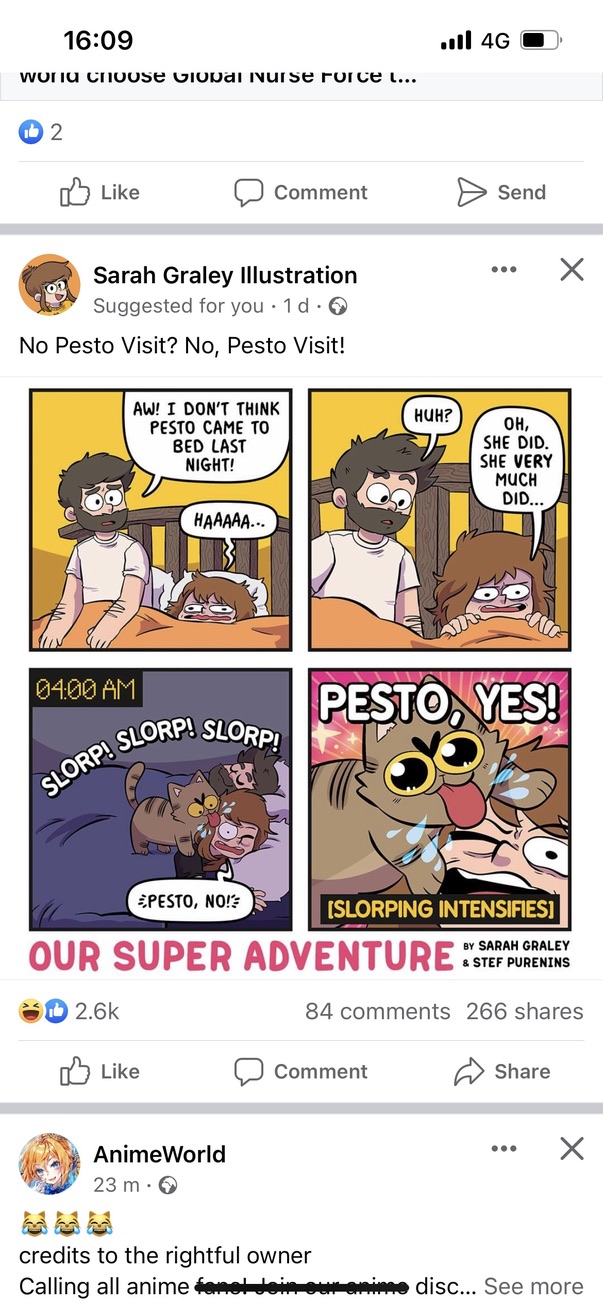 16:09 4G
world choose Global Nurse Force t...
2
Like Comment Send
Sarah Graley Illustration
Suggested for you · 1 d ·
No Pesto Visit? No, Pesto Visit!
AW! I DON'T THINK
PESTO CAME TO
BED LAST
NIGHT!
HAAAAA...
HUH?
OH,
SHE DID.
SHE VERY
MUCH
DID...
04:00 AM
SLORP! SLORP! SLORP!
PESTO, NO!
PESTO, YES!
[SLORPING INTENSIFIES]
OUR SUPER ADVENTURE BY SARAH GRALEY
& STEF PURENINS
2.6k 84 comments 266 shares
Like Comment Share
AnimeWorld
23 m ·
😹😹😹
credits to the rightful owner
Calling all anime disc... See more